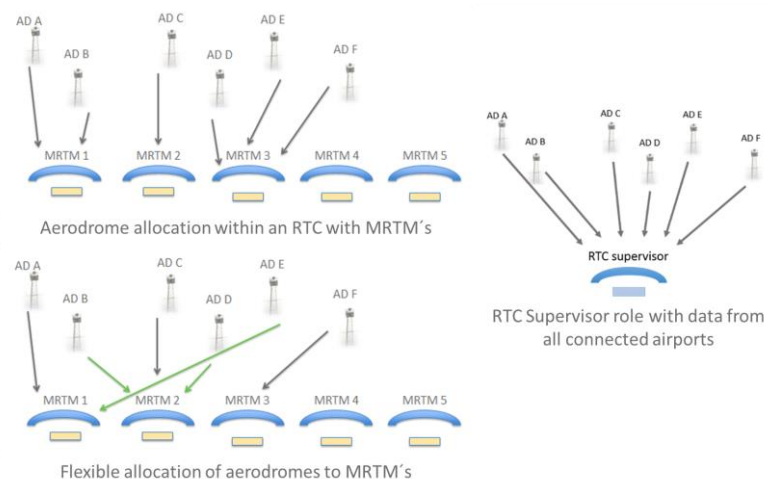 AD A
AD B
AD C
AD D
AD E
AD F
MRTM 1
MRTM 2
MRTM 3
MRTM 4
MRTM 5
Aerodrome allocation within an RTC with MRTM´s
AD A
AD B
AD C
AD D
AD E
AD F
MRTM 1
MRTM 2
MRTM 3
MRTM 4
MRTM 5
Flexible allocation of aerodromes to MRTM´s
AD A
AD B
AD C
AD D
AD E
AD F
RTC supervisor
RTC Supervisor role with data from
all connected airports